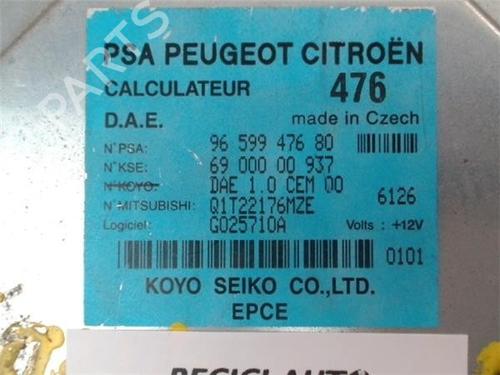 PSA PEUGEOT CITROËN
CALCULATEUR 476
D.A.E. made in Czech
N°PSA: 96 599 476 80
N°KSE: 69 000 00 937
N°KOYO: DAE 1.0 CEM 00
N°MITSUBISHI: Q1T22176MZE 6126
Logiciel: G025710A Volts : +12V
0101
KOYO SEIKO CO.,LTD.
EPCE
RECICLAUTO
B-PARTS